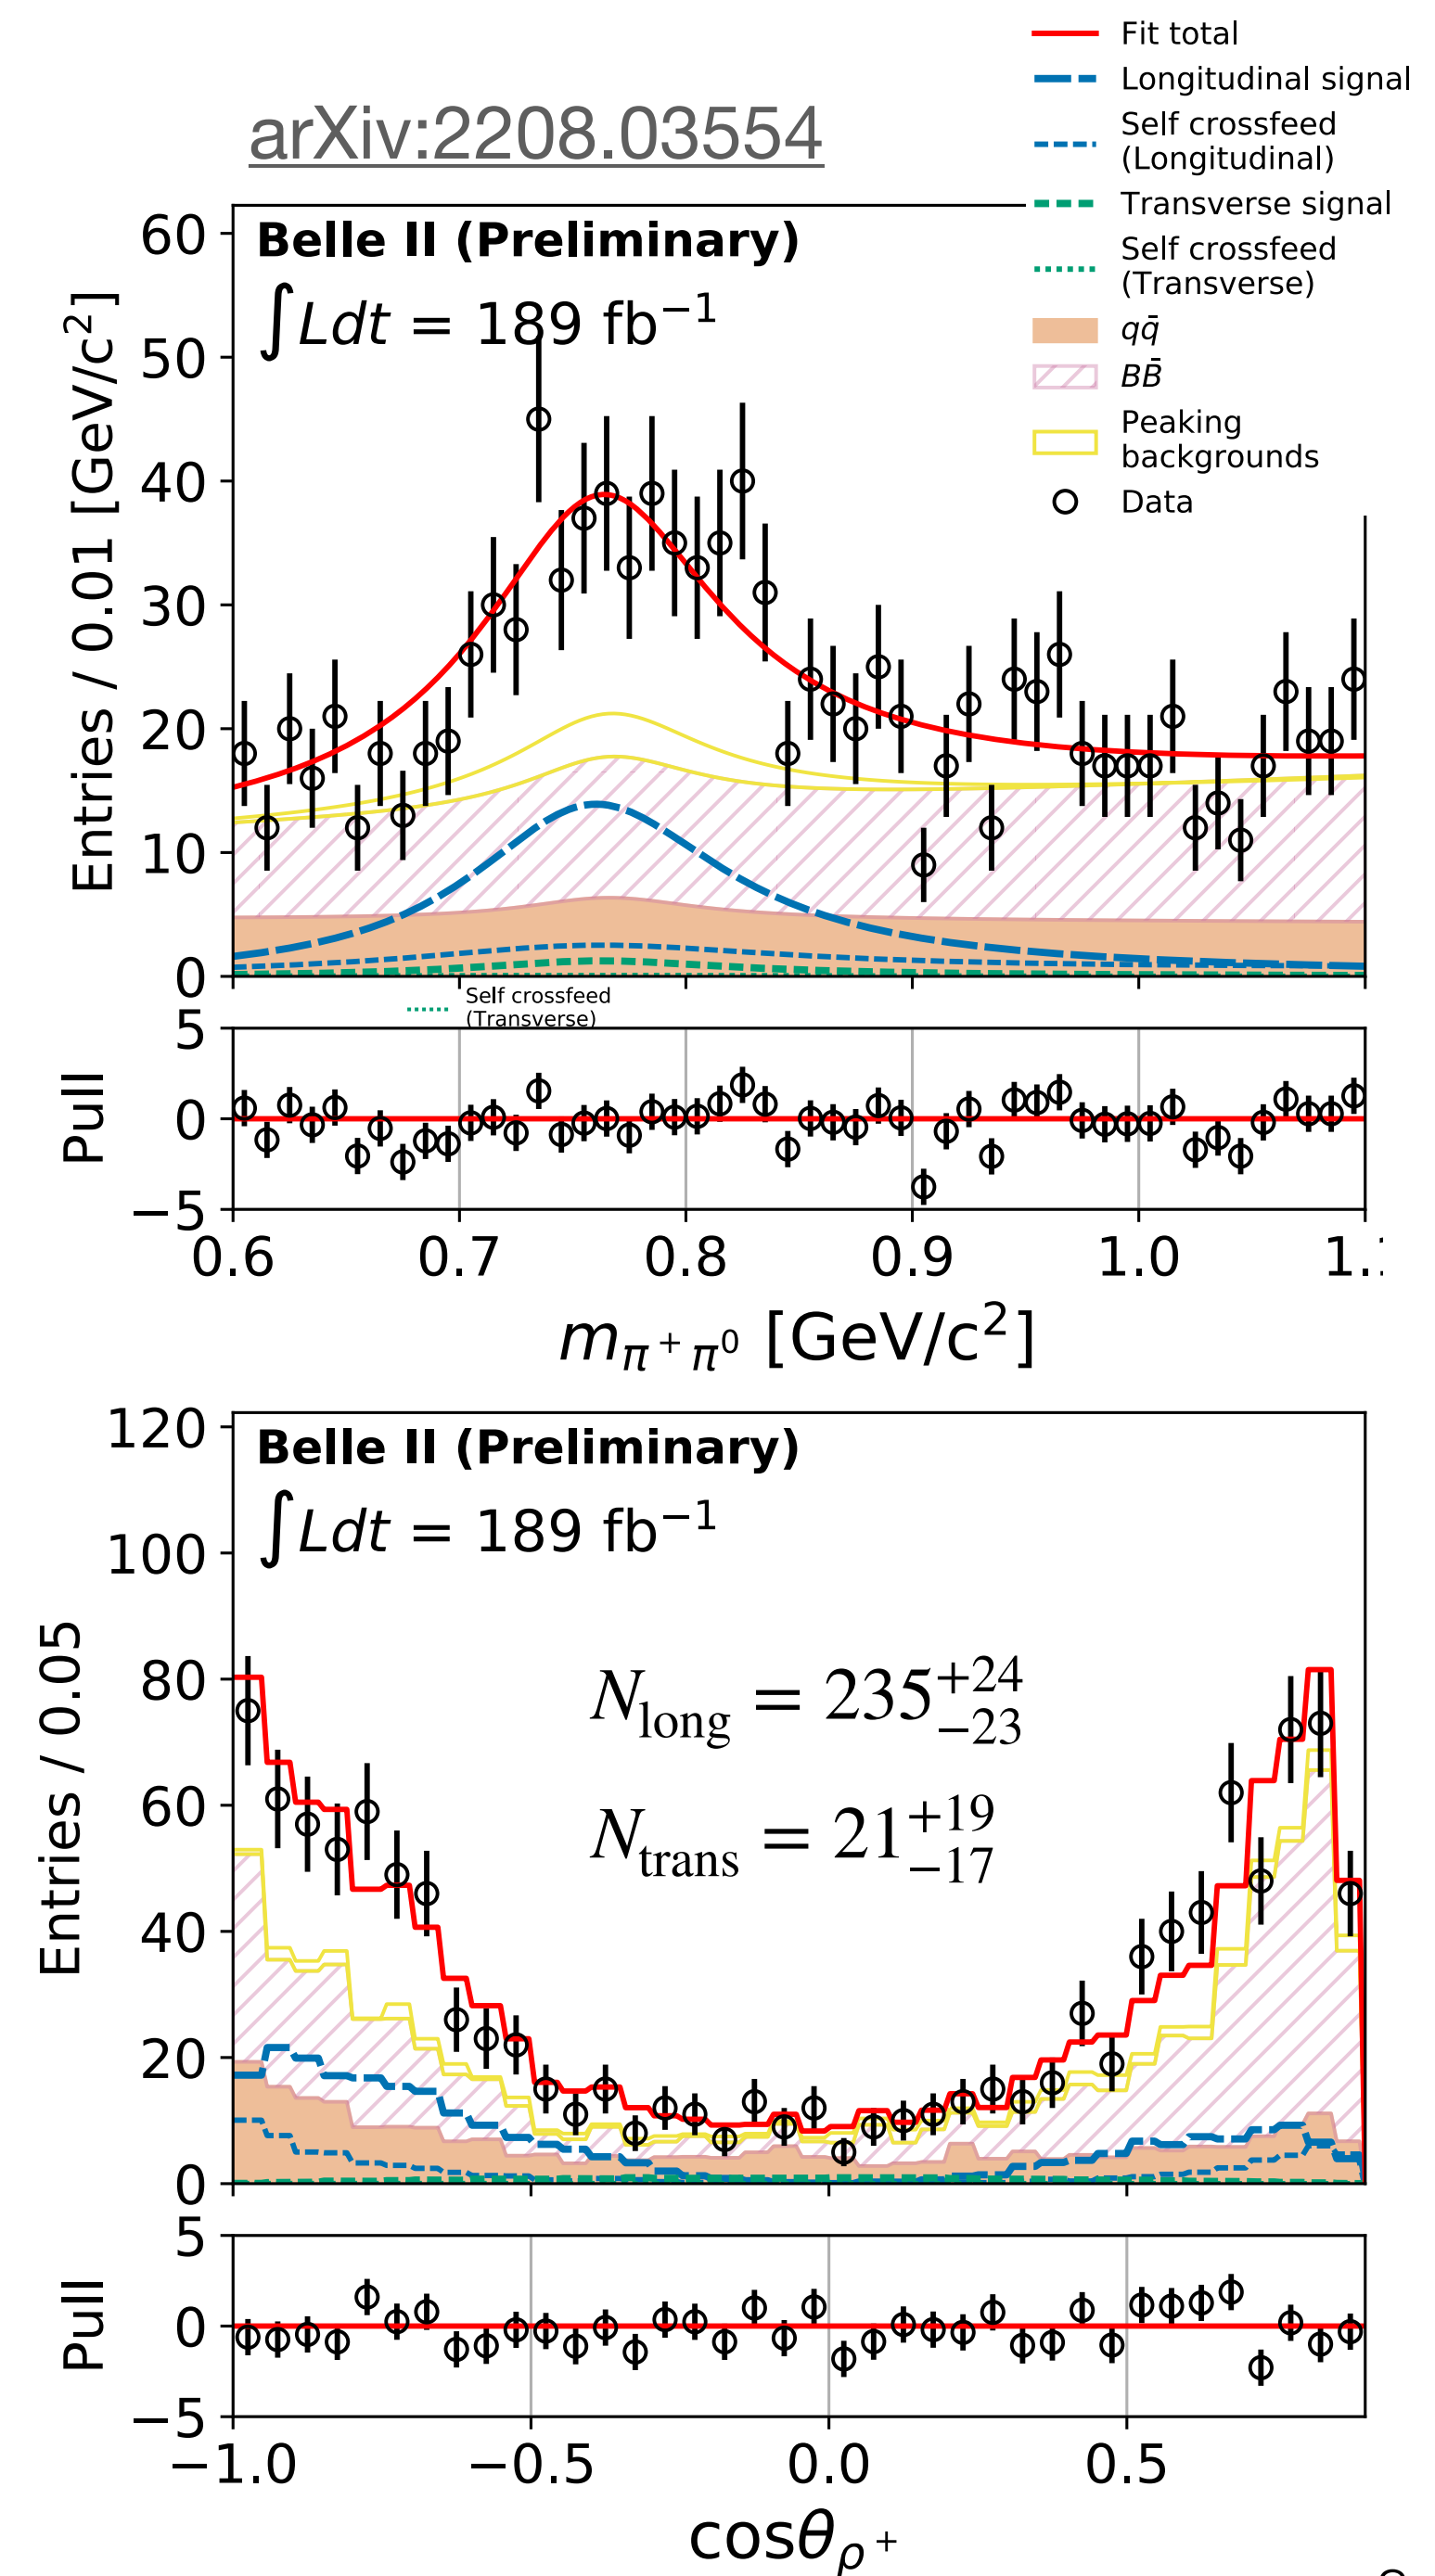 Fit total
Longitudinal signal
Self crossfeed
(Longitudinal)
Transverse signal
Self crossfeed
(Transverse)
qq̄
BB̄
Peaking
backgrounds
Data
arXiv:2208.03554
Belle II (Preliminary)
∫Ldt = 189 fb⁻¹
Entries / 0.01 [GeV/c²]
60
50
40
30
20
10
0
Self crossfeed
(Transverse)
Pull
5
0
−5
0.6 0.7 0.8 0.9 1.0
m_π⁺π⁰ [GeV/c²]
Belle II (Preliminary)
∫Ldt = 189 fb⁻¹
Entries / 0.05
120
100
80
60
40
20
0
N_long = 235 +24 −23
N_trans = 21 +19 −17
Pull
5
0
−5
−1.0 −0.5 0.0 0.5
cosθ_ρ⁺